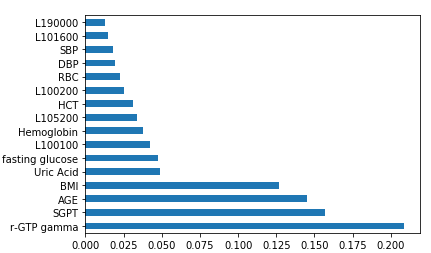 L190000
L101600
SBP
DBP
RBC
L100200
HCT
L105200
Hemoglobin
L100100
fasting glucose
Uric Acid
BMI
AGE
SGPT
r-GTP gamma
0.000 0.025 0.050 0.075 0.100 0.125 0.150 0.175 0.200